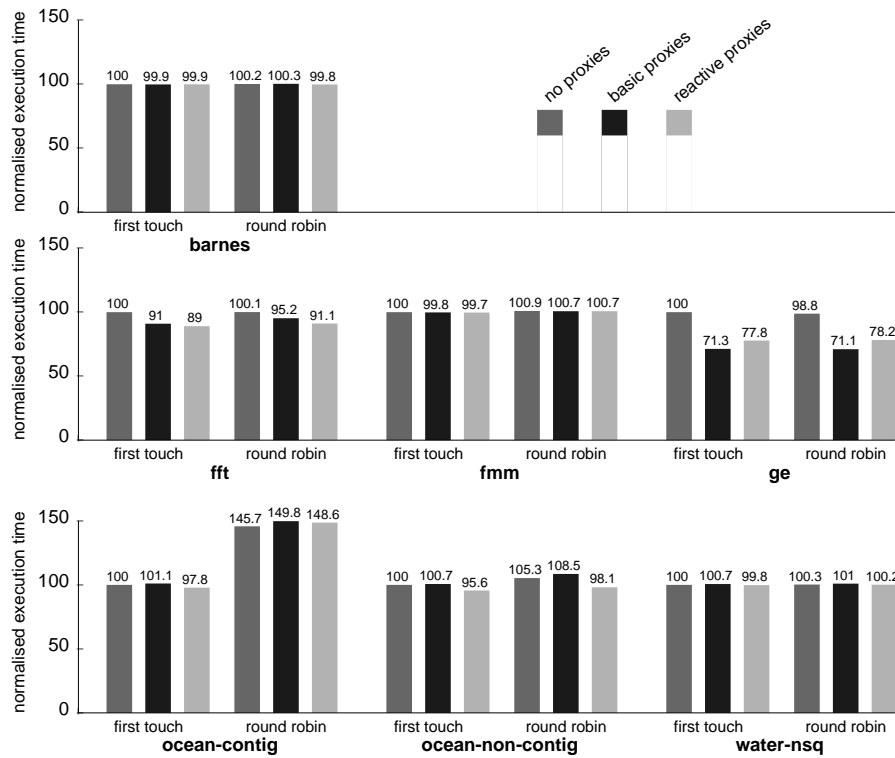 normalised execution time
150
100
50
0
100 99.9 99.9 100.2 100.3 99.8
first touch round robin
barnes
no proxies
basic proxies
reactive proxies
normalised execution time
150
100
50
0
100 91 89 100.1 95.2 91.1
first touch round robin
fft
100 99.8 99.7 100.9 100.7 100.7
first touch round robin
fmm
100 71.3 77.8 98.8 71.1 78.2
first touch round robin
ge
normalised execution time
150
100
50
0
100 101.1 97.8 145.7 149.8 148.6
first touch round robin
ocean-contig
100 100.7 95.6 105.3 108.5 98.1
first touch round robin
ocean-non-contig
100 100.7 99.8 100.3 101 100.2
first touch round robin
water-nsq